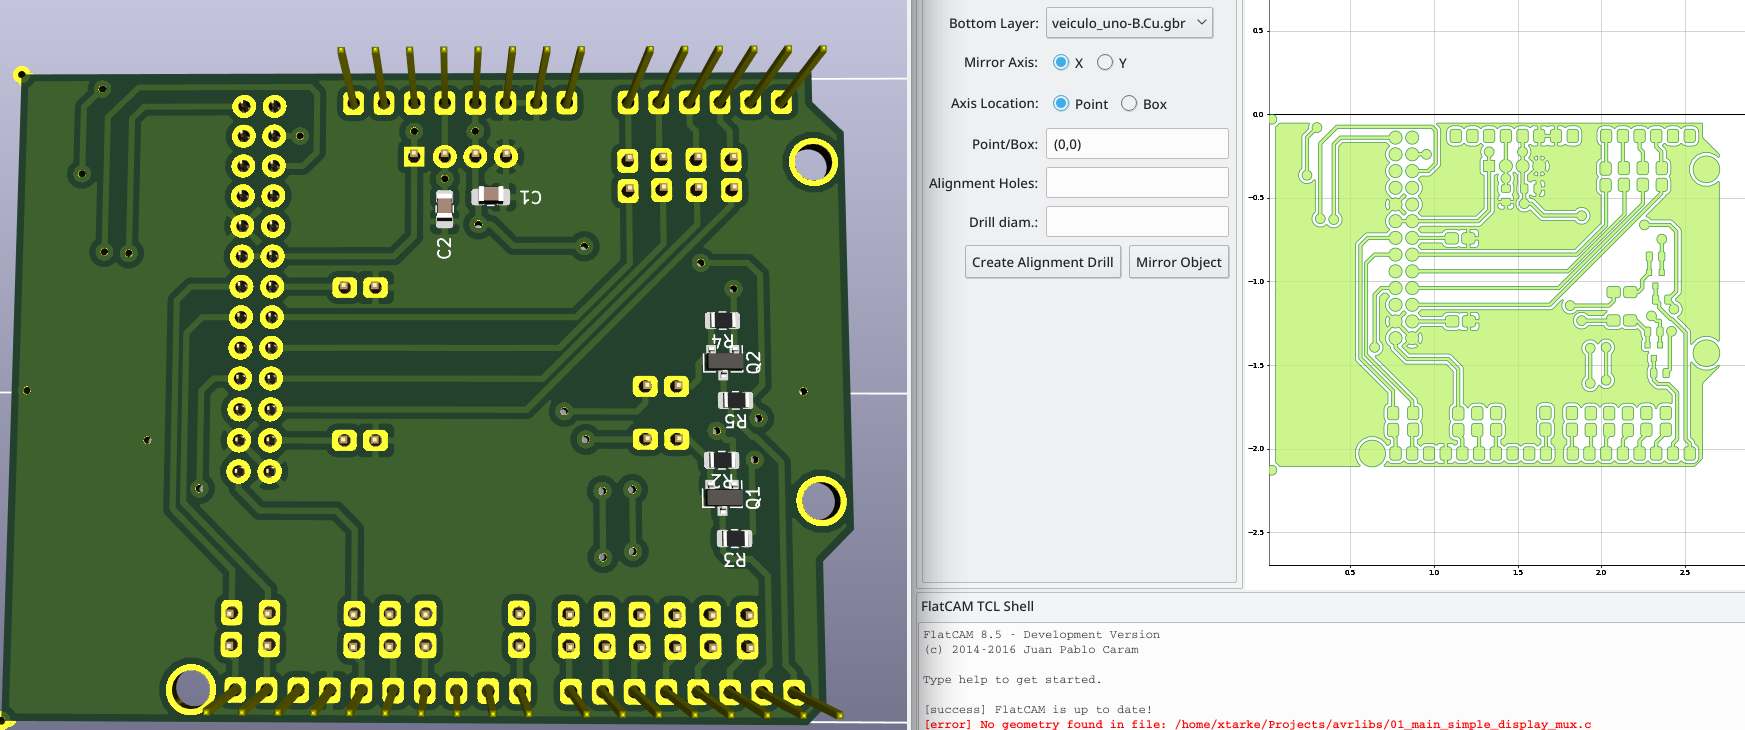 C1
C2
R4
Q2
R5
R2
Q1
R3
Bottom Layer: veiculo_uno-B.Cu.gbr
Mirror Axis: X Y
Axis Location: Point Box
Point/Box: (0,0)
Alignment Holes:
Drill diam.:
Create Alignment Drill Mirror Object
0.5
0.0
−0.5
−1.0
−1.5
−2.0
−2.5
0.5 1.0 1.5 2.0 2.5
FlatCAM TCL Shell
FlatCAM 8.5 - Development Version
(c) 2014-2016 Juan Pablo Caram
Type help to get started.
[success] FlatCAM is up to date!
[error] No geometry found in file: /home/xtarke/Projects/avrlibs/01_main_simple_display_mux.c